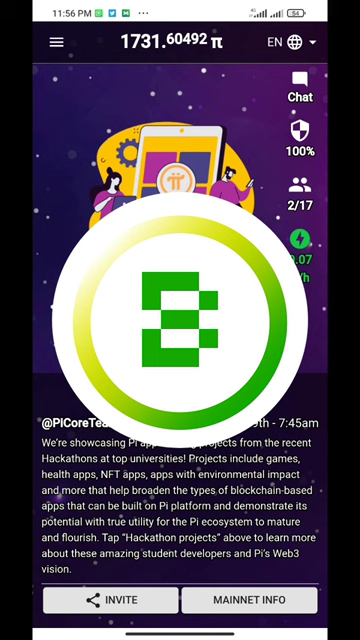 11:56 PM
64
1731.60492 π
EN
Chat
100%
2/17
0.07
/h
@PiCoreTea 9th - 7:45am
We're showcasing Pi app projects from the recent
Hackathons at top universities! Projects include games,
health apps, NFT apps, apps with environmental impact
and more that help broaden the types of blockchain-based
apps that can be built on Pi platform and demonstrate its
potential with true utility for the Pi ecosystem to mature
and flourish. Tap “Hackathon projects” above to learn more
about these amazing student developers and Pi's Web3
vision.
INVITE
MAINNET INFO